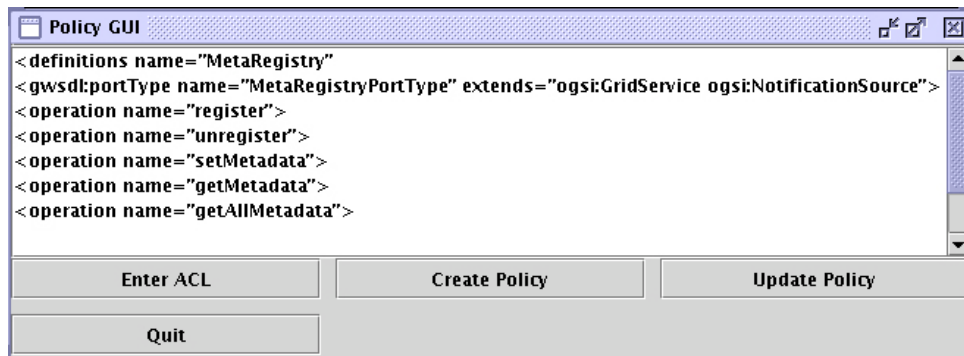 Policy GUI
<definitions name="MetaRegistry"
<gwsdl:portType name="MetaRegistryPortType" extends="ogsi:GridService ogsi:NotificationSource">
<operation name="register">
<operation name="unregister">
<operation name="setMetadata">
<operation name="getMetadata">
<operation name="getAllMetadata">
Enter ACL Create Policy Update Policy
Quit